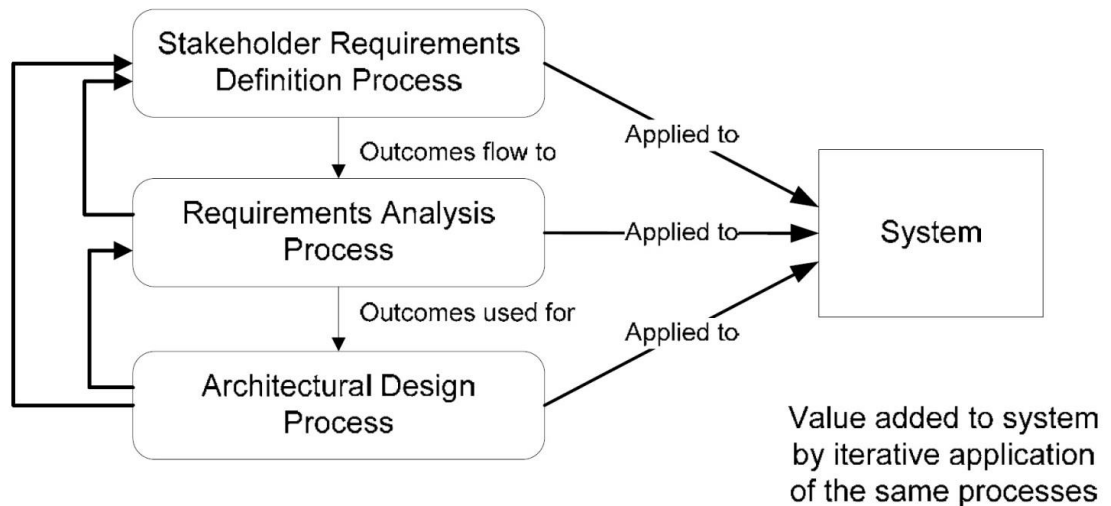 Stakeholder Requirements
Definition Process
Applied to
Outcomes flow to
Requirements Analysis
Process
Applied to
System
Outcomes used for
Applied to
Architectural Design
Process
Value added to system
by iterative application
of the same processes